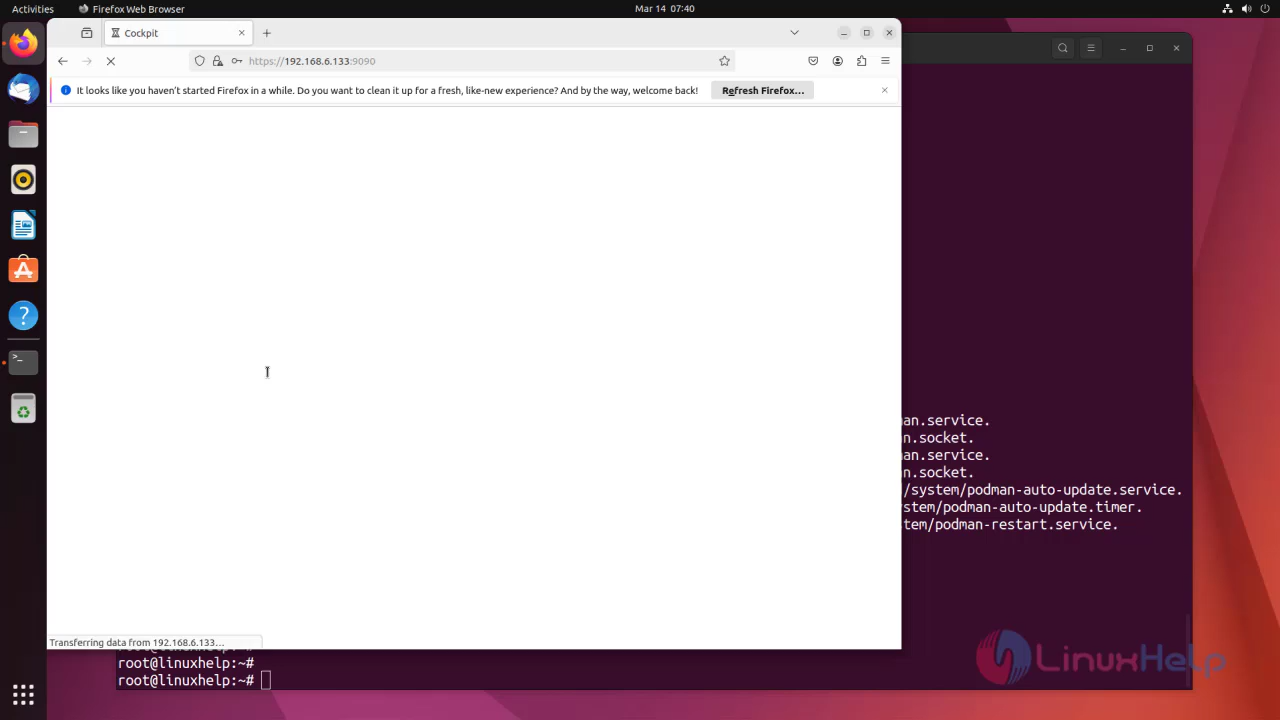 Activities
Firefox Web Browser
Mar 14 07:40
Cockpit
https://192.168.6.133:9090
It looks like you haven't started Firefox in a while. Do you want to clean it up for a fresh, like-new experience? And by the way, welcome back!
Refresh Firefox...
an.service.
n.socket.
an.service.
n.socket.
/system/podman-auto-update.service.
stem/podman-auto-update.timer.
tem/podman-restart.service.
Transferring data from 192.168.6.133...
root@linuxhelp:~#
root@linuxhelp:~#
LinuxHelp